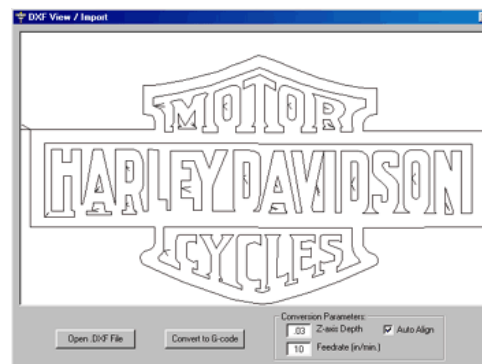 DXF View / Import
MOTOR
HARLEY DAVIDSON
CYCLES
Conversion Parameters:
Open .DXF File
Convert to G-code
.03 Z-axis Depth
Auto Align
10 Feedrate (in/min.)